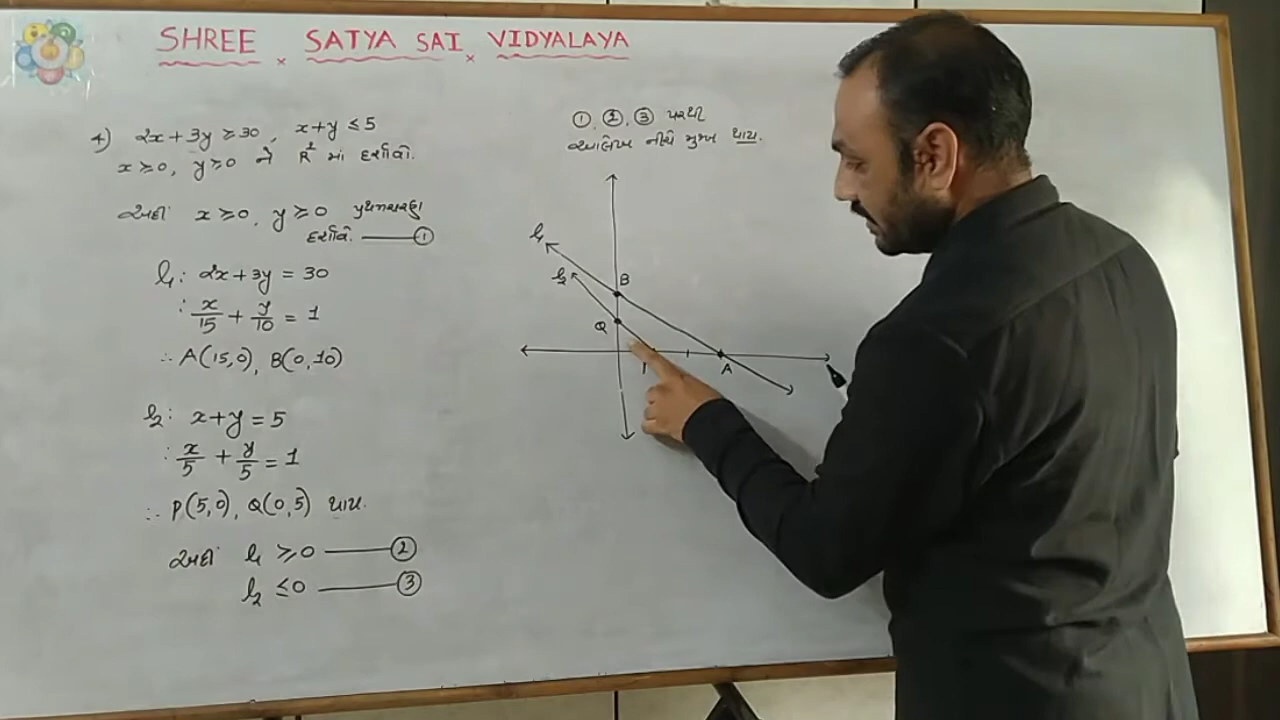 SHREE × SATYA SAI × VIDYALAYA
4) 2x + 3y ≥ 30, x+y ≤ 5
x ≥ 0, y ≥ 0 ને R² માં દર્શાવો.
અહીં x ≥ 0, y ≥ 0 પ્રથમચરણ
દર્શાવે. —— ①
l₁: 2x+3y = 30
∴ x/15 + y/10 = 1
∴ A(15,0), B(0,10)
l₂: x+y = 5
∴ x/5 + y/5 = 1
∴ P(5,0), Q(0,5) થાય.
અહીં l₁ ≥ 0 —— ②
l₂ ≤ 0 —— ③
①, ②, ③ પરથી
આલેખ નીચે મુજબ થાય.
l₁
l₂
B
Q
A